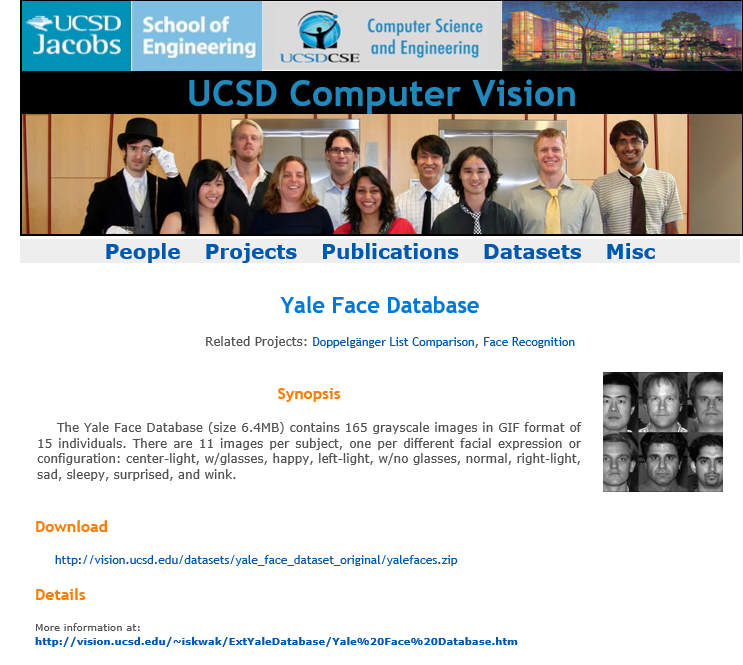 UCSD
Jacobs
School of
Engineering
UCSDCSE
Computer Science
and Engineering
UCSD Computer Vision
People Projects Publications Datasets Misc
Yale Face Database
Related Projects: Doppelgänger List Comparison, Face Recognition
Synopsis
The Yale Face Database (size 6.4MB) contains 165 grayscale images in GIF format of
15 individuals. There are 11 images per subject, one per different facial expression or
configuration: center-light, w/glasses, happy, left-light, w/no glasses, normal, right-light,
sad, sleepy, surprised, and wink.
Download
http://vision.ucsd.edu/datasets/yale_face_dataset_original/yalefaces.zip
Details
More information at:
http://vision.ucsd.edu/~iskwak/ExtYaleDatabase/Yale%20Face%20Database.htm